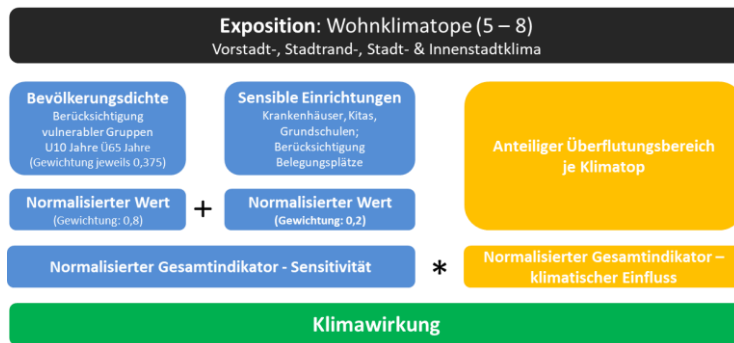 Exposition: Wohnklimatope (5 – 8)
Vorstadt-, Stadtrand-, Stadt- & Innenstadtklima
Bevölkerungsdichte
Berücksichtigung
vulnerabler Gruppen
U10 Jahre Ü65 Jahre
(Gewichtung jeweils 0,375)
Sensible Einrichtungen
Krankenhäuser, Kitas,
Grundschulen;
Berücksichtigung
Belegungsplätze
Anteiliger Überflutungsbereich
je Klimatop
Normalisierter Wert
(Gewichtung: 0,8)
+
Normalisierter Wert
(Gewichtung: 0,2)
Normalisierter Gesamtindikator - Sensitivität
*
Normalisierter Gesamtindikator –
klimatischer Einfluss
Klimawirkung